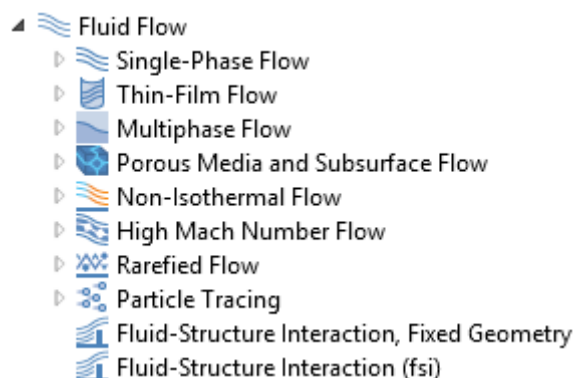 Fluid Flow
Single-Phase Flow
Thin-Film Flow
Multiphase Flow
Porous Media and Subsurface Flow
Non-Isothermal Flow
High Mach Number Flow
Rarefied Flow
Particle Tracing
Fluid-Structure Interaction, Fixed Geometry
Fluid-Structure Interaction (fsi)